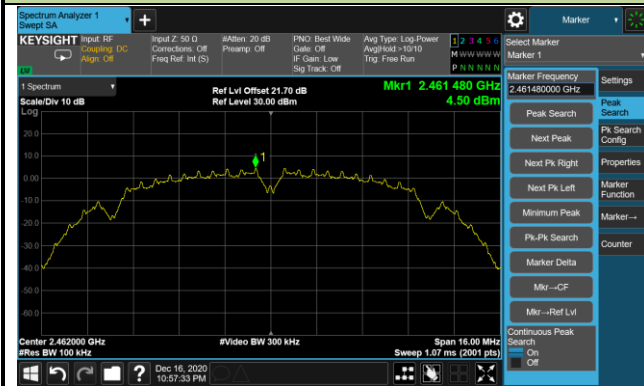 Spectrum Analyzer 1
Swept SA
+
Marker
KEYSIGHT
Input: RF
Coupling: DC
Align: Off
Input Z: 50 Ω
Corrections: Off
Freq Ref: Int (S)
#Atten: 20 dB
Preamp: Off
PNO: Best Wide
Gate: Off
IF Gain: Low
Sig Track: Off
Avg Type: Log-Power
Avg|Hold:>10/10
Trig: Free Run
1 2 3 4 5 6
M W W W W W
P N N N N N
Select Marker
Marker 1
1 Spectrum
Scale/Div 10 dB
Log
Ref Lvl Offset 21.70 dB
Ref Level 30.00 dBm
Mkr1 2.461 480 GHz
4.50 dBm
20.0
10.0
0.00
-10.0
-20.0
-30.0
-40.0
-50.0
-60.0
1
Center 2.462000 GHz
#Res BW 100 kHz
#Video BW 300 kHz
Span 16.00 MHz
Sweep 1.07 ms (2001 pts)
Marker Frequency
2.461480000 GHz
Peak Search
Next Peak
Next Pk Right
Next Pk Left
Minimum Peak
Pk-Pk Search
Marker Delta
Mkr→CF
Mkr→Ref Lvl
Continuous Peak
Search
On
Off
Settings
Peak
Search
Pk Search
Config
Properties
Marker
Function
Marker→
Counter
?
Dec 16, 2020
10:57:33 PM